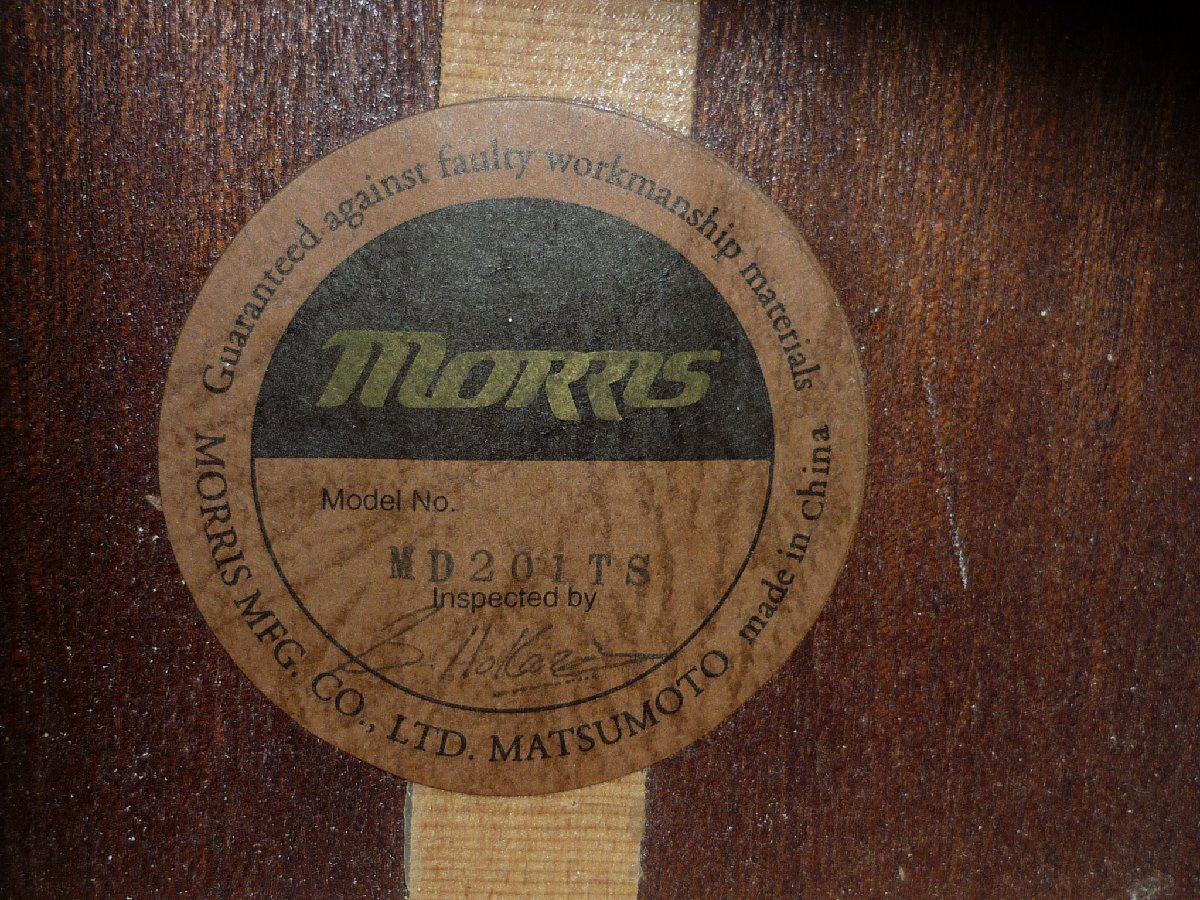 Guaranteed against faulty workmanship materials
MORRIS
Model No.
MD201TS
Inspected by
MORRIS MFG. CO., LTD. MATSUMOTO made in China